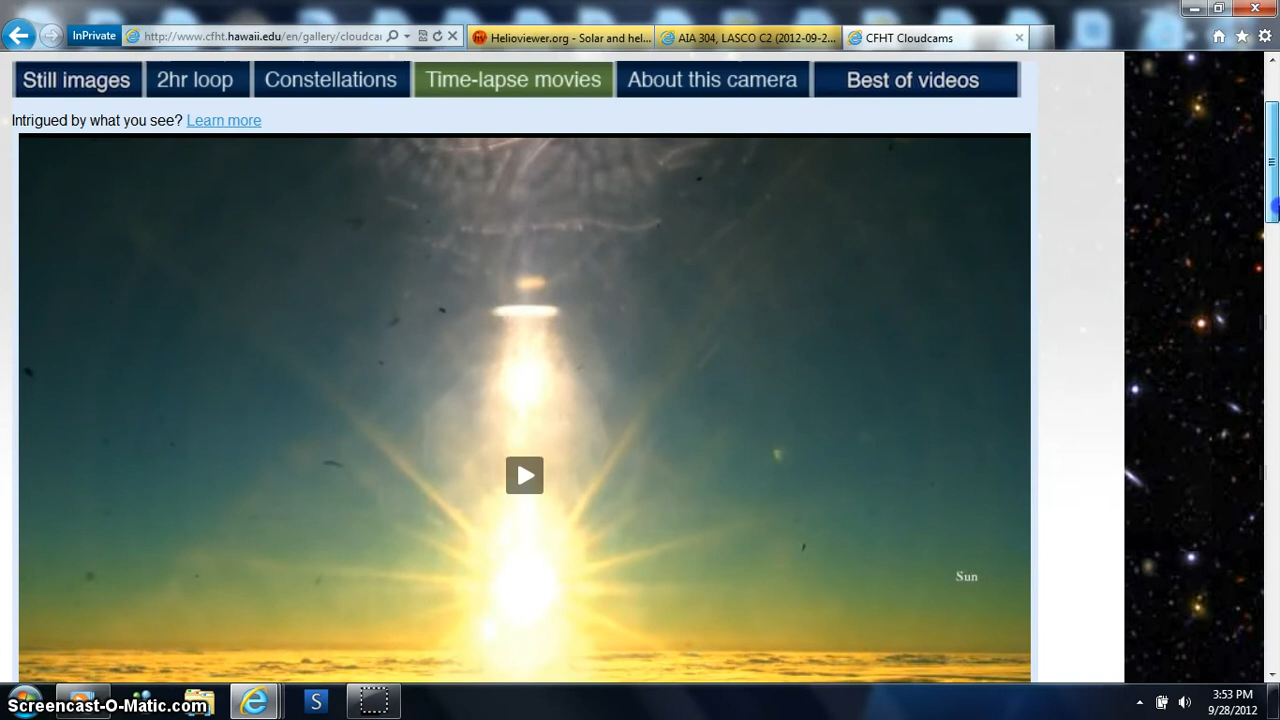 InPrivate
http://www.cfht.hawaii.edu/en/gallery/cloudcai
Helioviewer.org - Solar and hel...
AIA 304, LASCO C2 (2012-09-2...
CFHT Cloudcams
Still images
2hr loop
Constellations
Time-lapse movies
About this camera
Best of videos
Intrigued by what you see? Learn more
Sun
S
3:53 PM
9/28/2012
Screencast-O-Matic.com